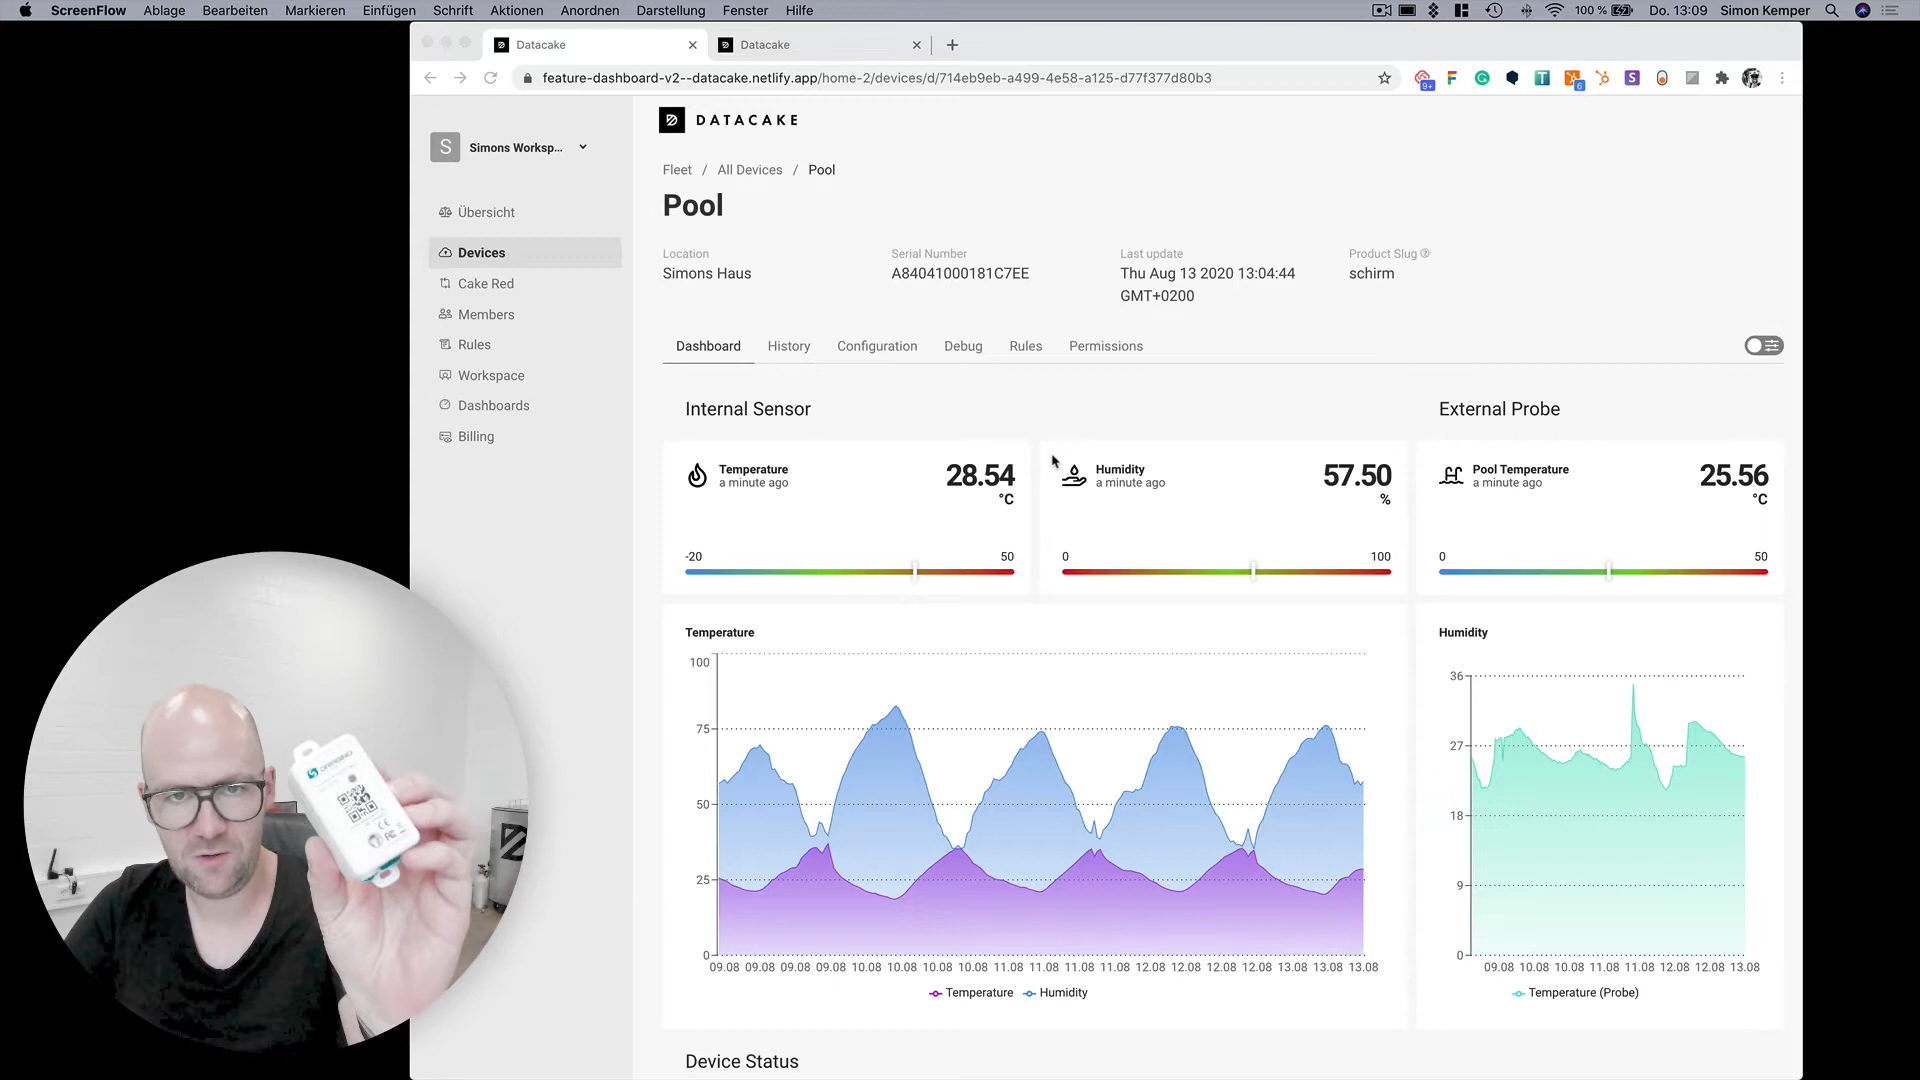 ScreenFlow Ablage Bearbeiten Markieren Einfügen Schrift Aktionen Anordnen Darstellung Fenster Hilfe 100 % Do. 13:09 Simon Kemper
Datacake Datacake
feature-dashboard-v2--datacake.netlify.app/home-2/devices/d/714eb9eb-a499-4e58-a125-d77f377d80b3
9+
6
S
T
S Simons Worksp...
Übersicht
Devices
Cake Red
Members
Rules
Workspace
Dashboards
Billing
DATACAKE
Fleet / All Devices / Pool
Pool
Location Serial Number Last update Product Slug
Simons Haus A84041000181C7EE Thu Aug 13 2020 13:04:44 schirm
GMT+0200
Dashboard History Configuration Debug Rules Permissions
Internal Sensor External Probe
Temperature
a minute ago
28.54
°C
-20 50
Humidity
a minute ago
57.50
%
0 100
Pool Temperature
a minute ago
25.56
°C
0 50
Temperature
100
75
50
25
0
09.08 09.08 09.08 09.08 10.08 10.08 10.08 10.08 11.08 11.08 11.08 11.08 12.08 12.08 12.08 12.08 13.08 13.08 13.08
Temperature Humidity
Humidity
36
27
18
9
0
09.08 10.08 10.08 11.08 11.08 12.08 12.08 13.08
Temperature (Probe)
Device Status